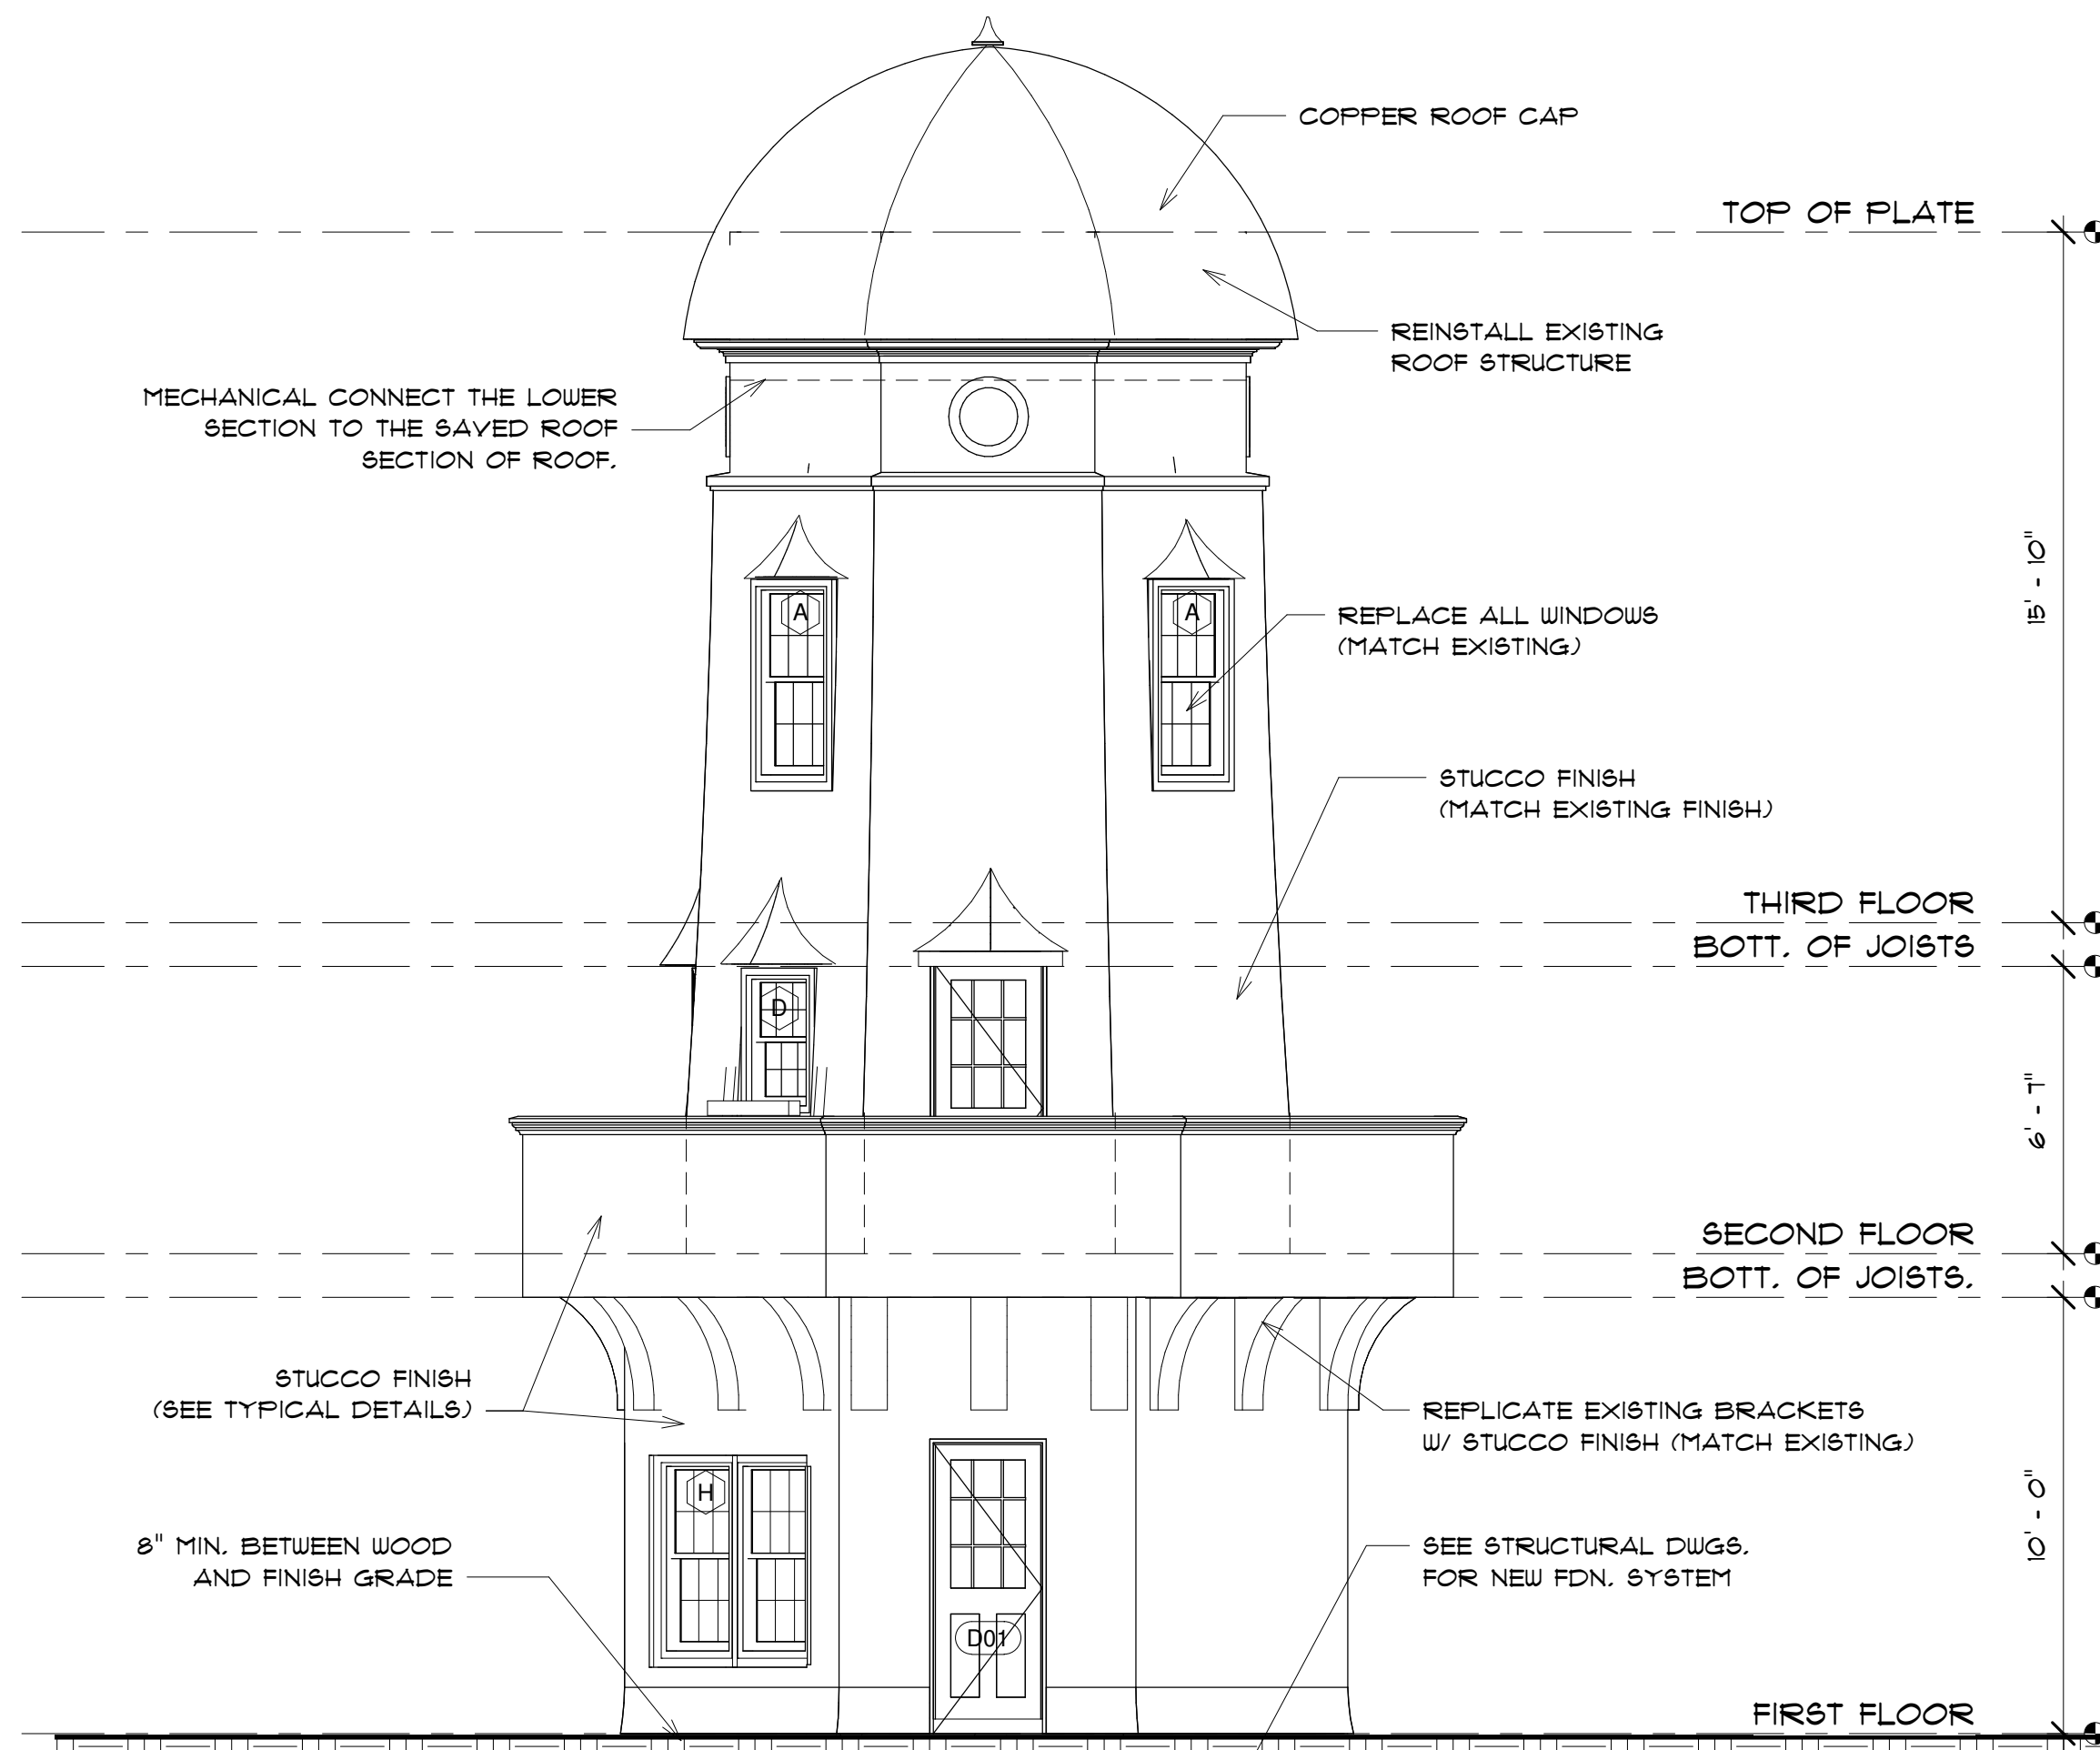 COPPER ROOF CAP
TOP OF PLATE
REINSTALL EXISTING
ROOF STRUCTURE
MECHANICAL CONNECT THE LOWER
SECTION TO THE SAVED ROOF
SECTION OF ROOF.
15' - 10"
A
A
REPLACE ALL WINDOWS
(MATCH EXISTING)
STUCCO FINISH
(MATCH EXISTING FINISH)
THIRD FLOOR
BOTT. OF JOISTS
D
6' - 7"
SECOND FLOOR
BOTT. OF JOISTS.
STUCCO FINISH
(SEE TYPICAL DETAILS)
REPLICATE EXISTING BRACKETS
W/ STUCCO FINISH (MATCH EXISTING)
H
10' - 0"
8" MIN. BETWEEN WOOD
AND FINISH GRADE
SEE STRUCTURAL DWGS.
FOR NEW FDN. SYSTEM
D01
FIRST FLOOR